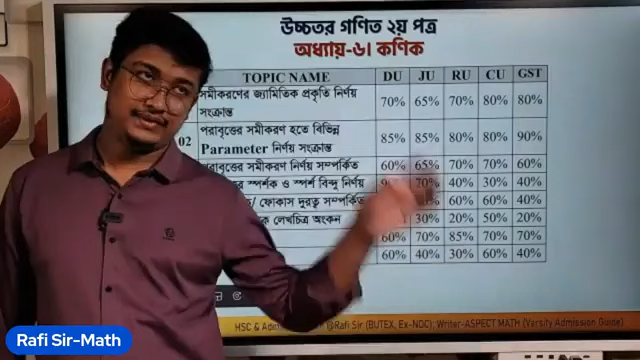 উচ্চতর গণিত ২য় পত্র
অধ্যায়-৬। কণিক
TOPIC NAME DU JU RU CU GST
সমীকরণের জ্যামিতিক প্রকৃতি নির্ণয় সংক্রান্ত 70% 65% 70% 80% 80%
02 পরাবৃত্তের সমীকরণ হতে বিভিন্ন Parameter নির্ণয় সংক্রান্ত 85% 85% 80% 80% 90%
পরাবৃত্তের সমীকরণ নির্ণয় সম্পর্কিত 60% 65% 70% 70% 60%
র স্পর্শক ও স্পর্শ বিন্দু নির্ণয় 70% 40% 30% 40%
/ ফোকাস দূরত্ব সম্পর্কিত 60% 60% 40%
ক লেখচিত্র অংকন 30% 20% 50% 20%
60% 70% 85% 70% 70%
60% 40% 30% 60% 40%
HSC & Adm @Rafi Sir (BUTEX, Ex-NDC); Writer-ASPECT MATH (Varsity Admission Guide)
Rafi Sir-Math